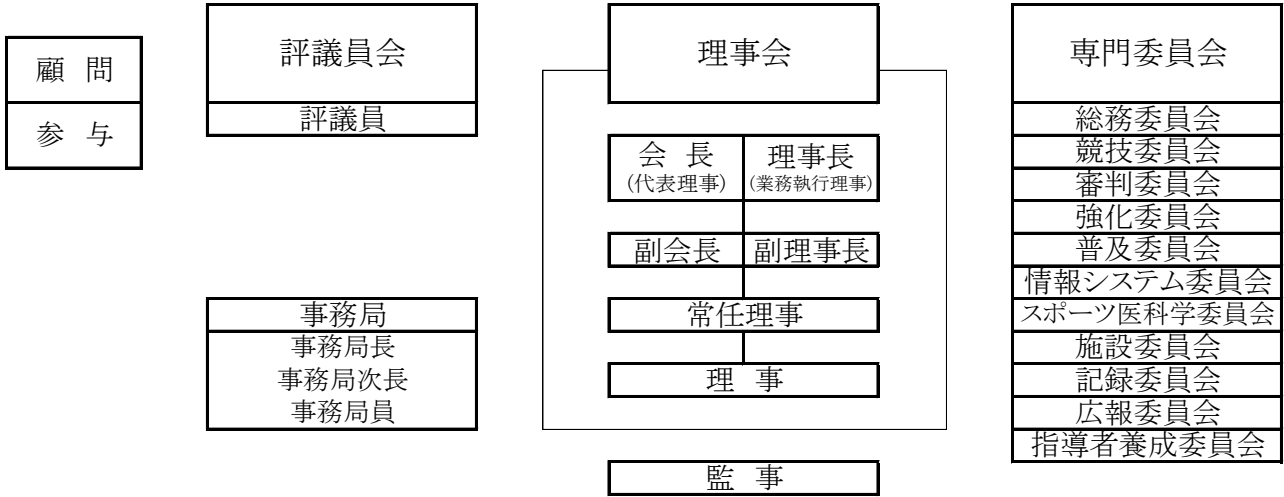 顧 問
参 与
評議員会
評議員
事務局
事務局長
事務局次長
事務局員
理事会
会 長
(代表理事)
理事長
(業務執行理事)
副会長
副理事長
常任理事
理 事
監 事
専門委員会
総務委員会
競技委員会
審判委員会
強化委員会
普及委員会
情報システム委員会
スポーツ医科学委員会
施設委員会
記録委員会
広報委員会
指導者養成委員会